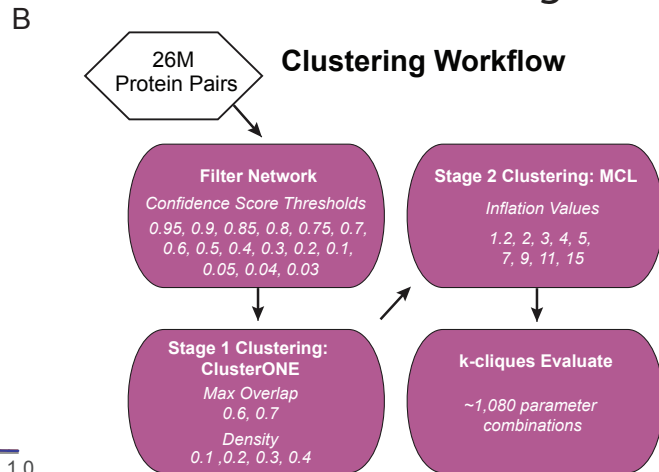 B
Clustering Workflow
26M
Protein Pairs
Filter Network
Confidence Score Thresholds
0.95, 0.9, 0.85, 0.8, 0.75, 0.7,
0.6, 0.5, 0.4, 0.3, 0.2, 0.1,
0.05, 0.04, 0.03
Stage 1 Clustering:
ClusterONE
Max Overlap
0.6, 0.7
Density
0.1 ,0.2, 0.3, 0.4
Stage 2 Clustering: MCL
Inflation Values
1.2, 2, 3, 4, 5,
7, 9, 11, 15
k-cliques Evaluate
~1,080 parameter
combinations
1.0